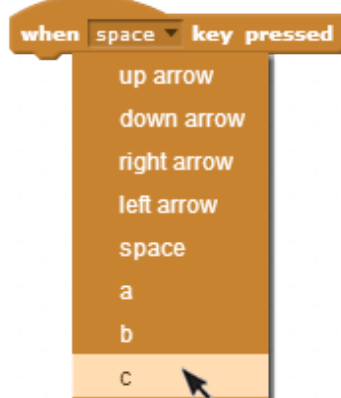 when space key pressed
up arrow
down arrow
right arrow
left arrow
space
a
b
c